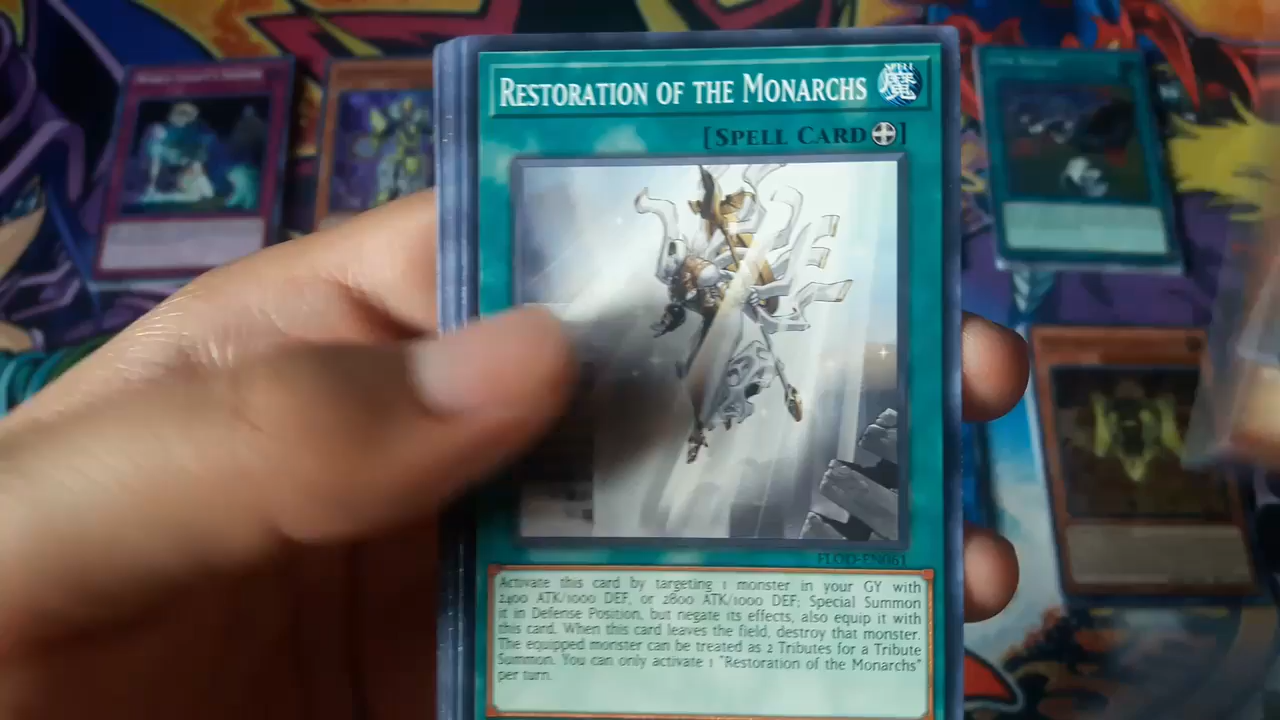 RESTORATION OF THE MONARCHS
SPELL
[SPELL CARD]
FLOD-EN061
Activate this card by targeting 1 monster in your GY with
2400 ATK/1000 DEF, or 2800 ATK/1000 DEF; Special Summon
it in Defense Position, but negate its effects, also equip it with
this card. When this card leaves the field, destroy that monster.
The equipped monster can be treated as 2 Tributes for a Tribute
Summon. You can only activate 1 "Restoration of the Monarchs"
per turn.